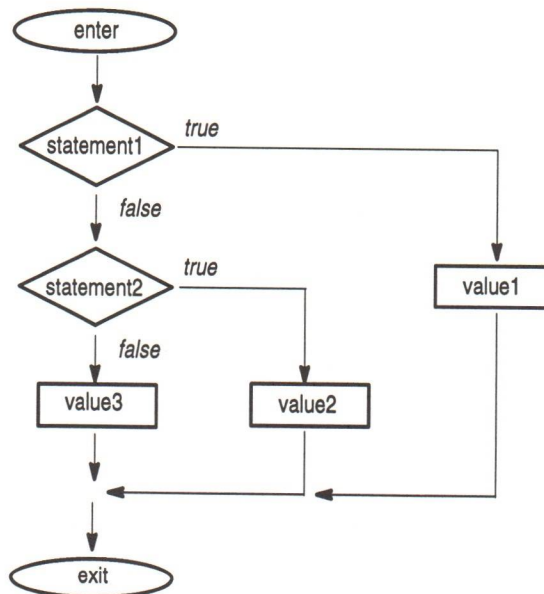 enter
true
statement1
false
true
statement2
value1
false
value3
value2
exit